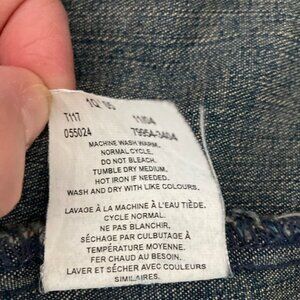 T117 11/04
055024
MACHINE WASH WARM.
NORMAL CYCLE.
DO NOT BLEACH.
TUMBLE DRY MEDIUM.
HOT IRON IF NEEDED.
WASH AND DRY WITH LIKE COLOURS.
LAVAGE À LA MACHINE À L'EAU TIÈDE.
CYCLE NORMAL.
NE PAS BLANCHIR.
SÉCHAGE PAR CULBUTAGE À
TEMPÉRATURE MOYENNE.
FER CHAUD AU BESOIN.
LAVER ET SÉCHER AVEC COULEURS
SIMILAIRES.